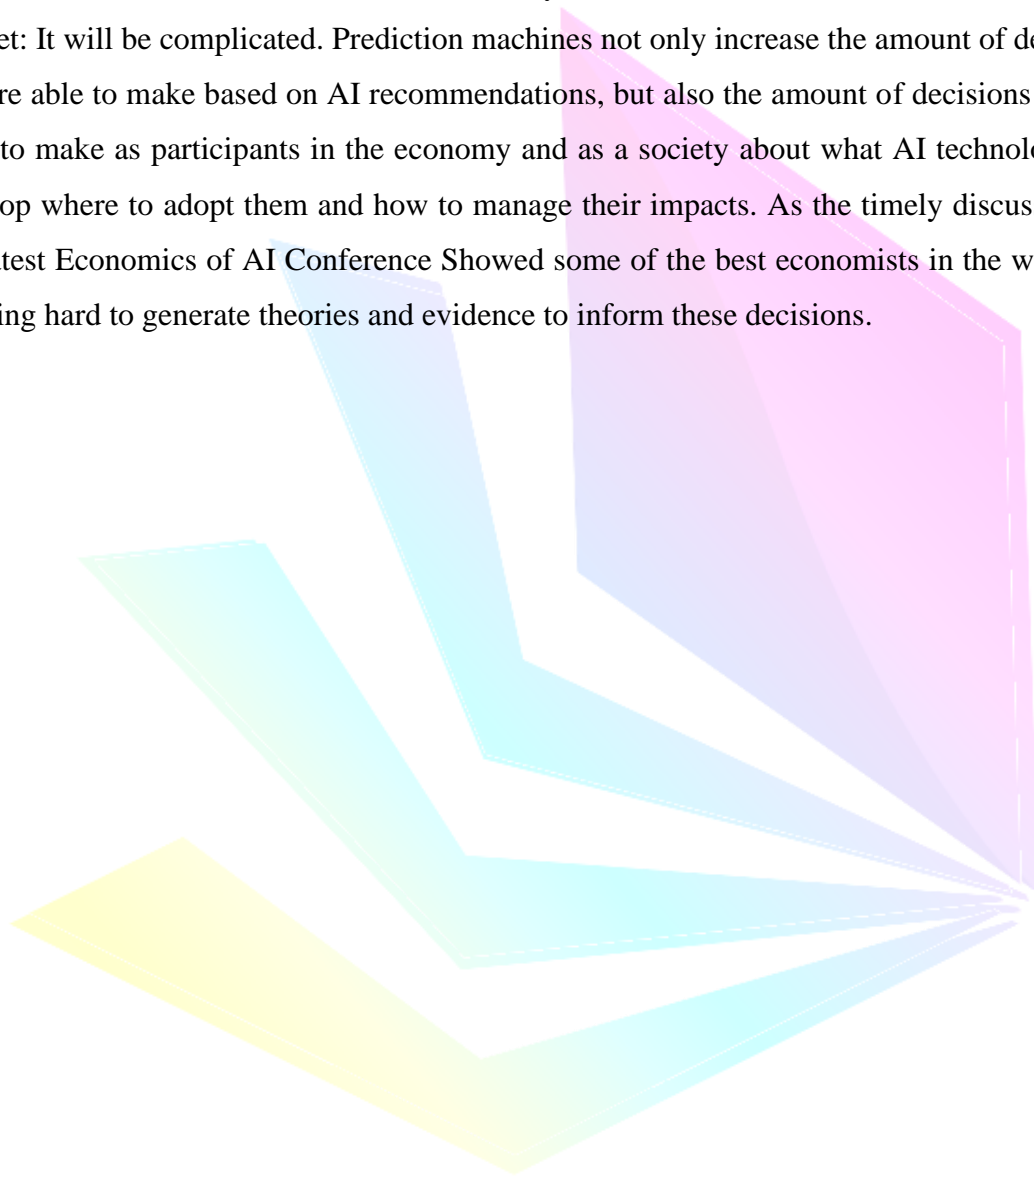 et: It will be complicated. Prediction machines not only increase the amount of de
re able to make based on AI recommendations, but also the amount of decisions
to make as participants in the economy and as a society about what AI technol
op where to adopt them and how to manage their impacts. As the timely discus
test Economics of AI Conference Showed some of the best economists in the w
ing hard to generate theories and evidence to inform these decisions.